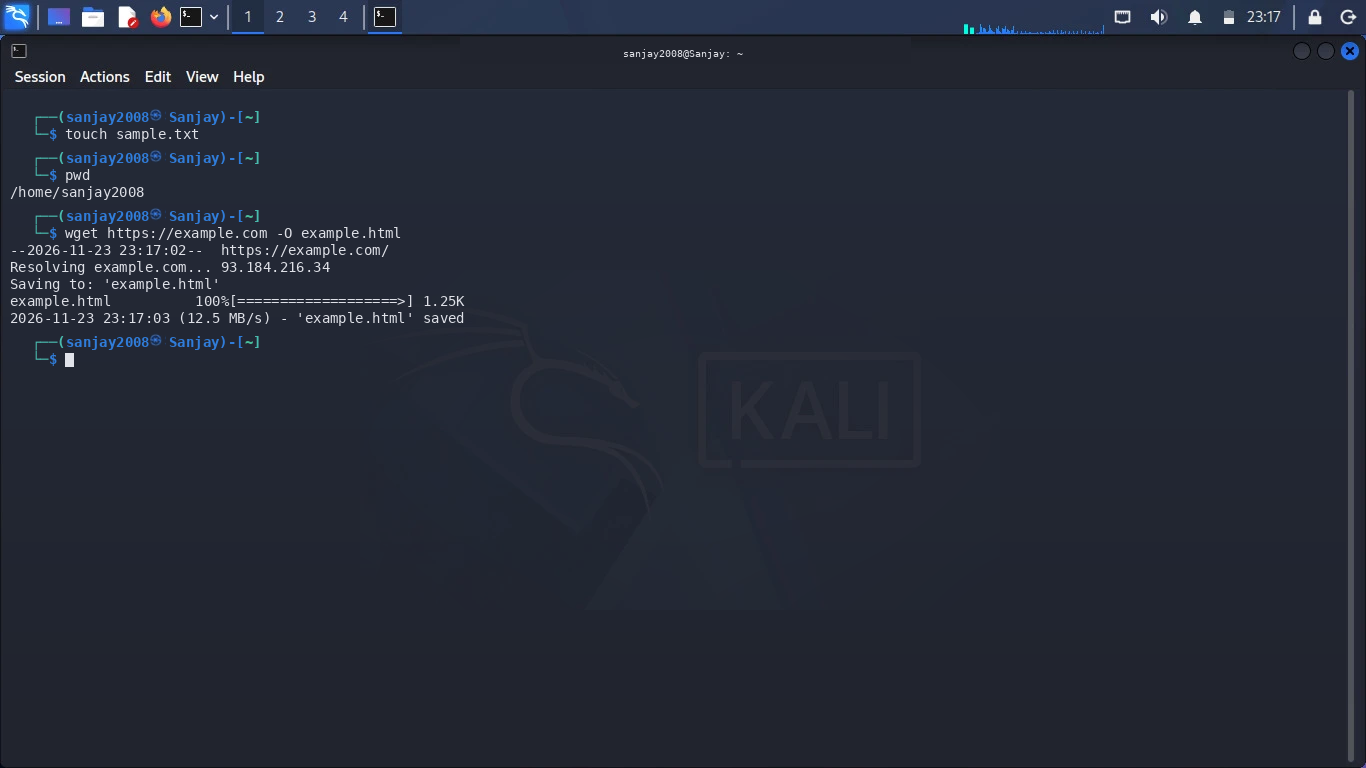 1 2 3 4 23:17
sanjay2008@Sanjay: ~
Session Actions Edit View Help
┌──(sanjay2008㉿ Sanjay)-[~]
└─$ touch sample.txt
┌──(sanjay2008㉿ Sanjay)-[~]
└─$ pwd
/home/sanjay2008
┌──(sanjay2008㉿ Sanjay)-[~]
└─$ wget https://example.com -O example.html
--2026-11-23 23:17:02--  https://example.com/
Resolving example.com... 93.184.216.34
Saving to: 'example.html'
example.html          100%[===================>] 1.25K
2026-11-23 23:17:03 (12.5 MB/s) - 'example.html' saved
┌──(sanjay2008㉿ Sanjay)-[~]
└─$
KALI